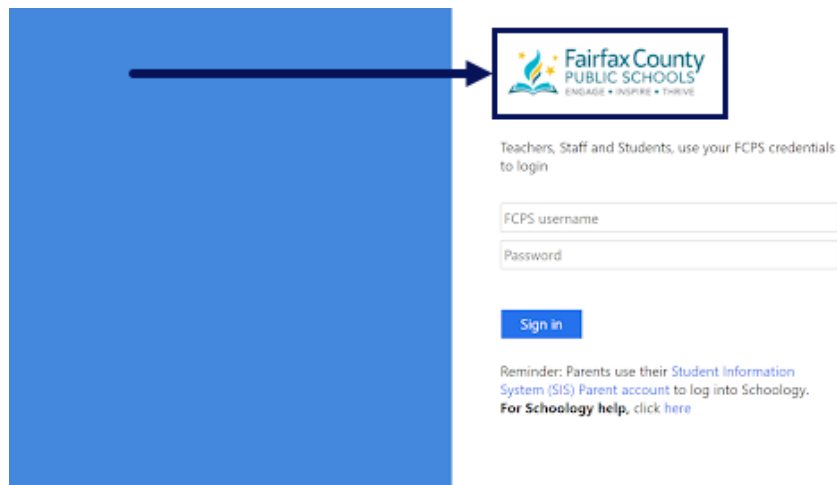 Fairfax County
PUBLIC SCHOOLS
ENGAGE • INSPIRE • THRIVE
Teachers, Staff and Students, use your FCPS credentials
to login
FCPS username
Password
Sign in
Reminder: Parents use their Student Information
System (SIS) Parent account to log into Schoology.
For Schoology help, click here